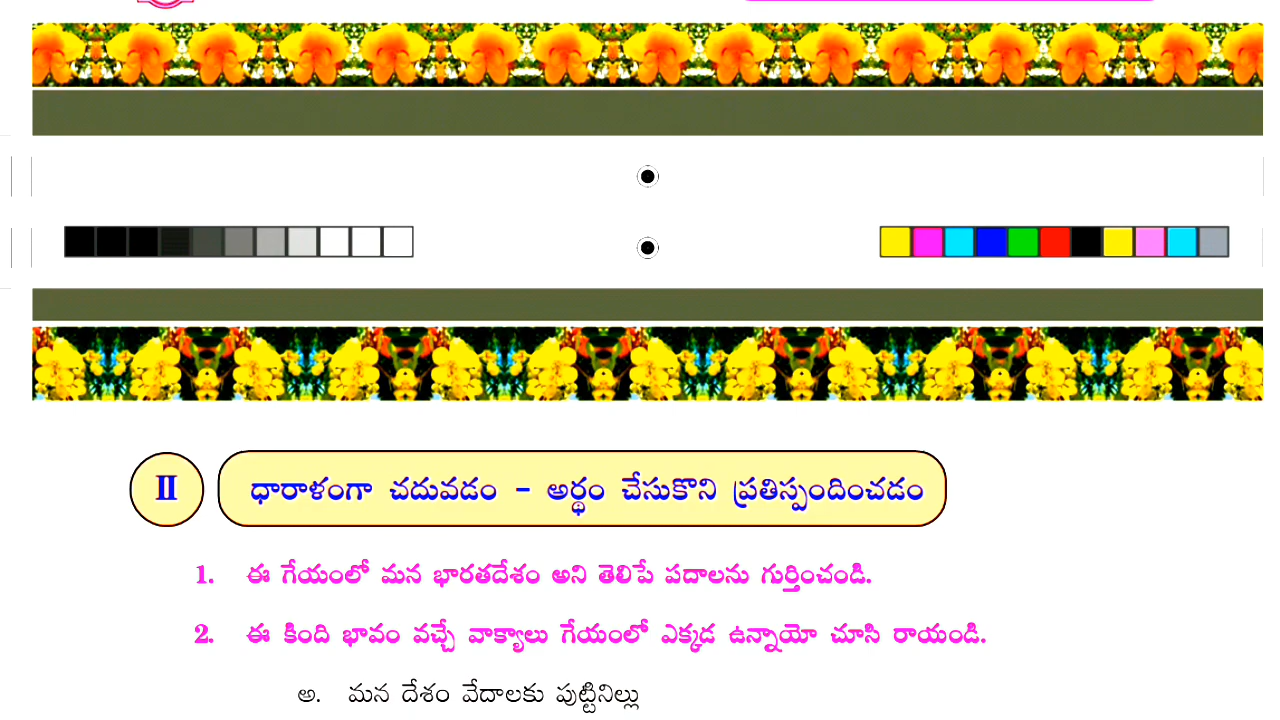 II ధారాళంగా చదువడం - అర్థం చేసుకొని ప్రతిస్పందించడం
1. ఈ గేయంలో మన భారతదేశం అని తెలిపే పదాలను గుర్తించండి.
2. ఈ కింది భావం వచ్చే వాక్యాలు గేయంలో ఎక్కడ ఉన్నాయో చూసి రాయండి.
అ. మన దేశం వేదాలకు పుట్టినిల్లు